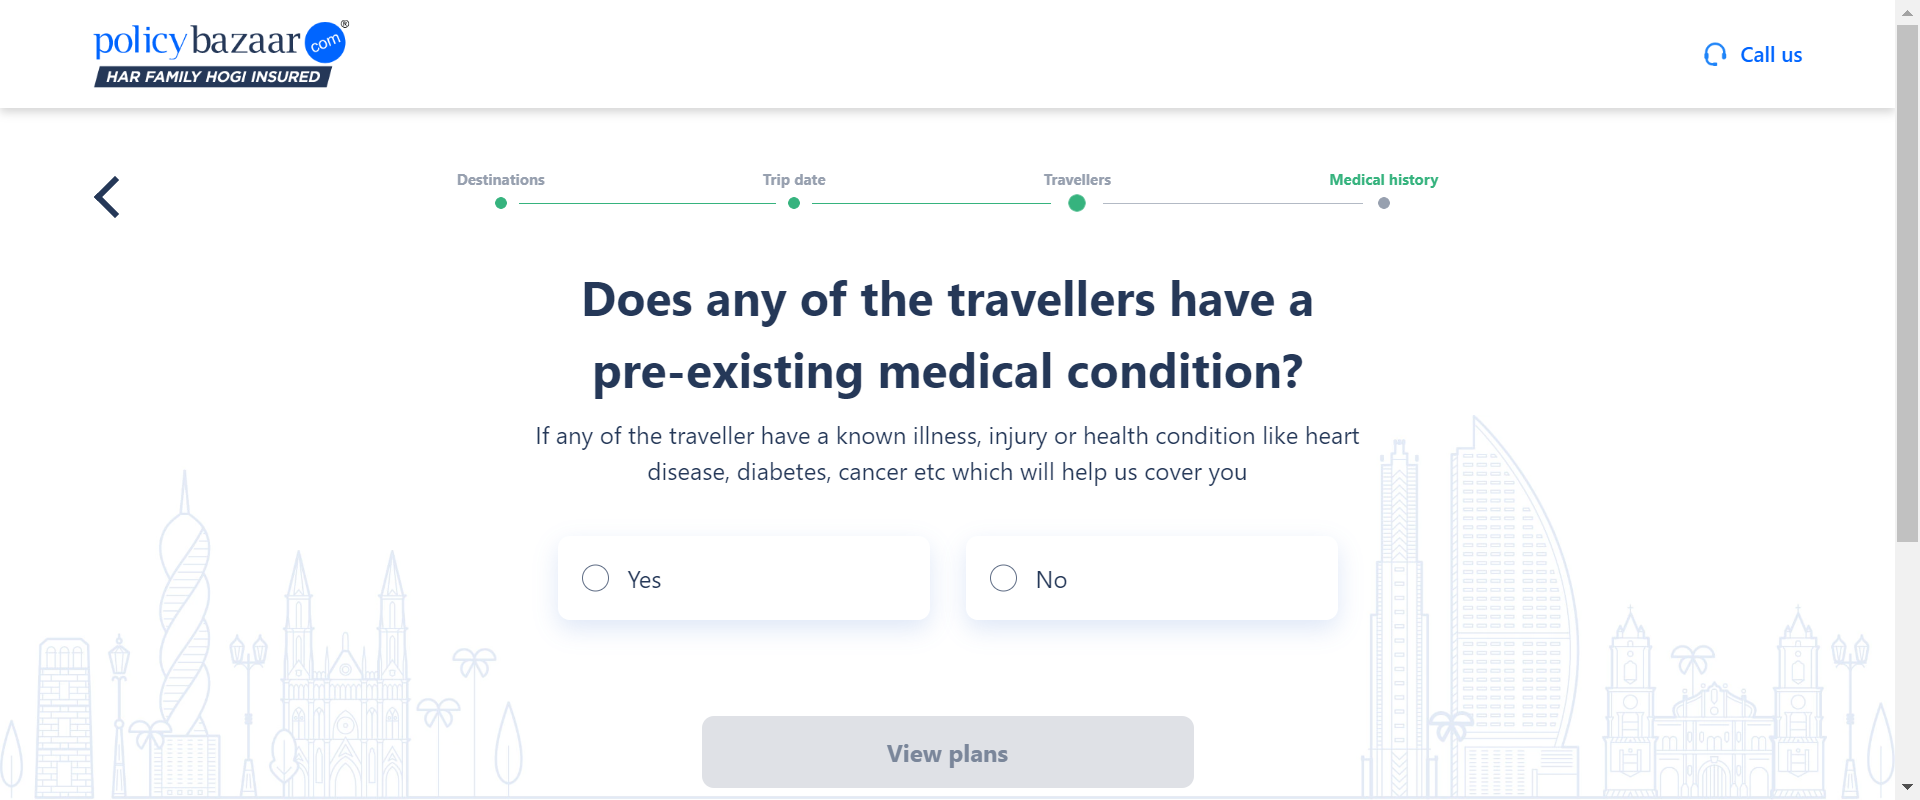 policybazaar com®
HAR FAMILY HOGI INSURED
Call us
Destinations
Trip date
Travellers
Medical history
Does any of the travellers have a
pre-existing medical condition?
If any of the traveller have a known illness, injury or health condition like heart
disease, diabetes, cancer etc which will help us cover you
Yes
No
View plans